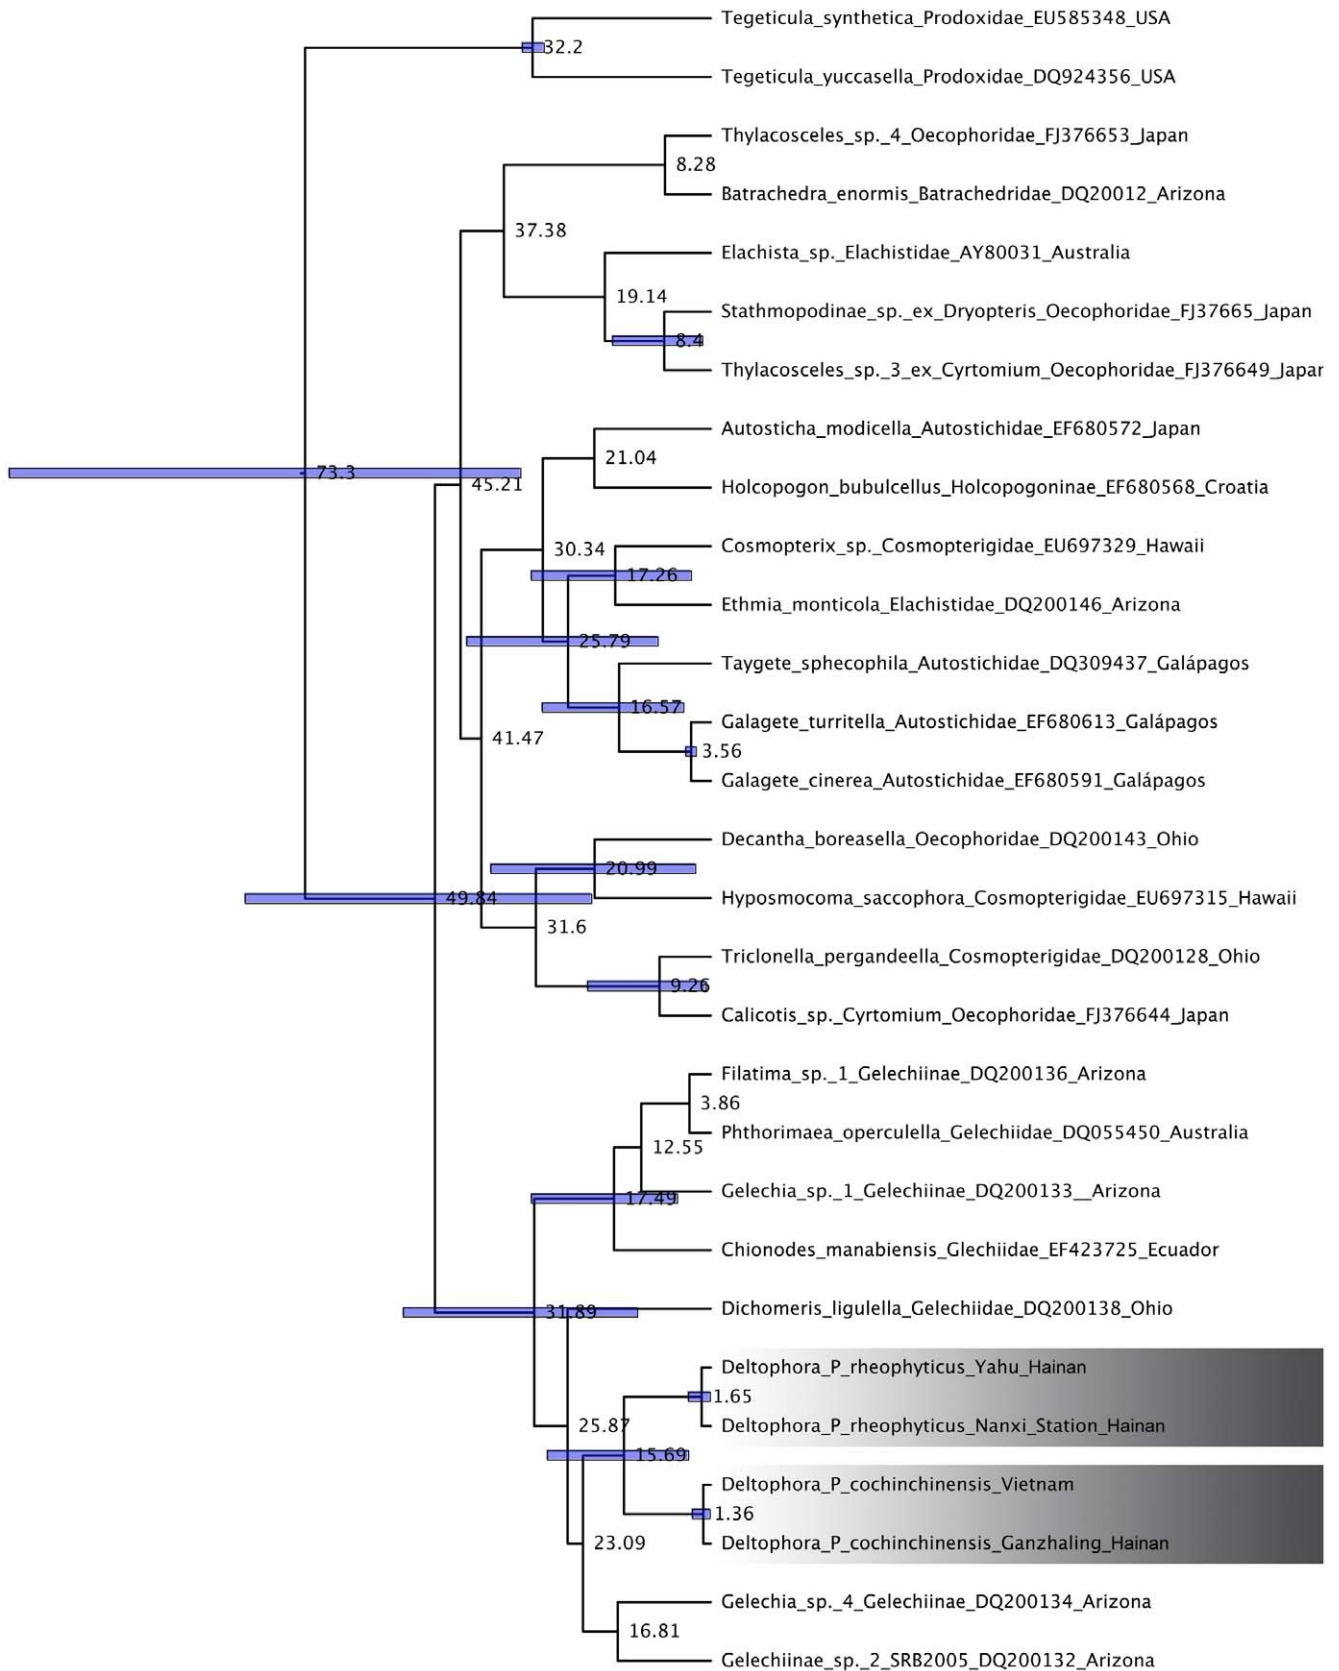 Tegeticula_synthetica_Prodoxidae_EU585348_USA
32.2
Tegeticula_yuccasella_Prodoxidae_DQ924356_USA
Thylacosceles_sp._4_Oecophoridae_FJ376653_Japan
8.28
Batrachedra_enormis_Batrachedridae_DQ20012_Arizona
37.38
Elachista_sp._Elachistidae_AY80031_Australia
19.14
Stathmopodinae_sp._ex_Dryopteris_Oecophoridae_FJ37665_Japan
8.4
Thylacosceles_sp._3_ex_Cyrtomium_Oecophoridae_FJ376649_Japar
Autosticha_modicella_Autostichidae_EF680572_Japan
21.04
73.3
45.21
Holcopogon_bubulcellus_Holcopogoninae_EF680568_Croatia
Cosmopterix_sp._Cosmopterigidae_EU697329_Hawaii
30.34
17.26
Ethmia_monticola_Elachistidae_DQ200146_Arizona
25.79
Taygete_sphecophila_Autostichidae_DQ309437_Galápagos
16.57
Galagete_turritella_Autostichidae_EF680613_Galápagos
41.47
3.56
Galagete_cinerea_Autostichidae_EF680591_Galápagos
Decantha_boreasella_Oecophoridae_DQ200143_Ohio
20.99
49.84
Hyposmocoma_saccophora_Cosmopterigidae_EU697315_Hawaii
31.6
Triclonella_pergandeella_Cosmopterigidae_DQ200128_Ohio
9.26
Calicotis_sp._Cyrtomium_Oecophoridae_FJ376644_Japan
Filatima_sp._1_Gelechiinae_DQ200136_Arizona
3.86
Phthorimaea_operculella_Gelechiidae_DQ055450_Australia
12.55
Gelechia_sp._1_Gelechiinae_DQ200133__Arizona
17.49
Chionodes_manabiensis_Glechiidae_EF423725_Ecuador
31.89
Dichomeris_ligulella_Gelechiidae_DQ200138_Ohio
Deltophora_P_rheophyticus_Yahu_Hainan
1.65
25.87
Deltophora_P_rheophyticus_Nanxi_Station_Hainan
15.69
Deltophora_P_cochinchinensis_Vietnam
1.36
23.09
Deltophora_P_cochinchinensis_Ganzhaling_Hainan
Gelechia_sp._4_Gelechiinae_DQ200134_Arizona
16.81
Gelechiinae_sp._2_SRB2005_DQ200132_Arizona